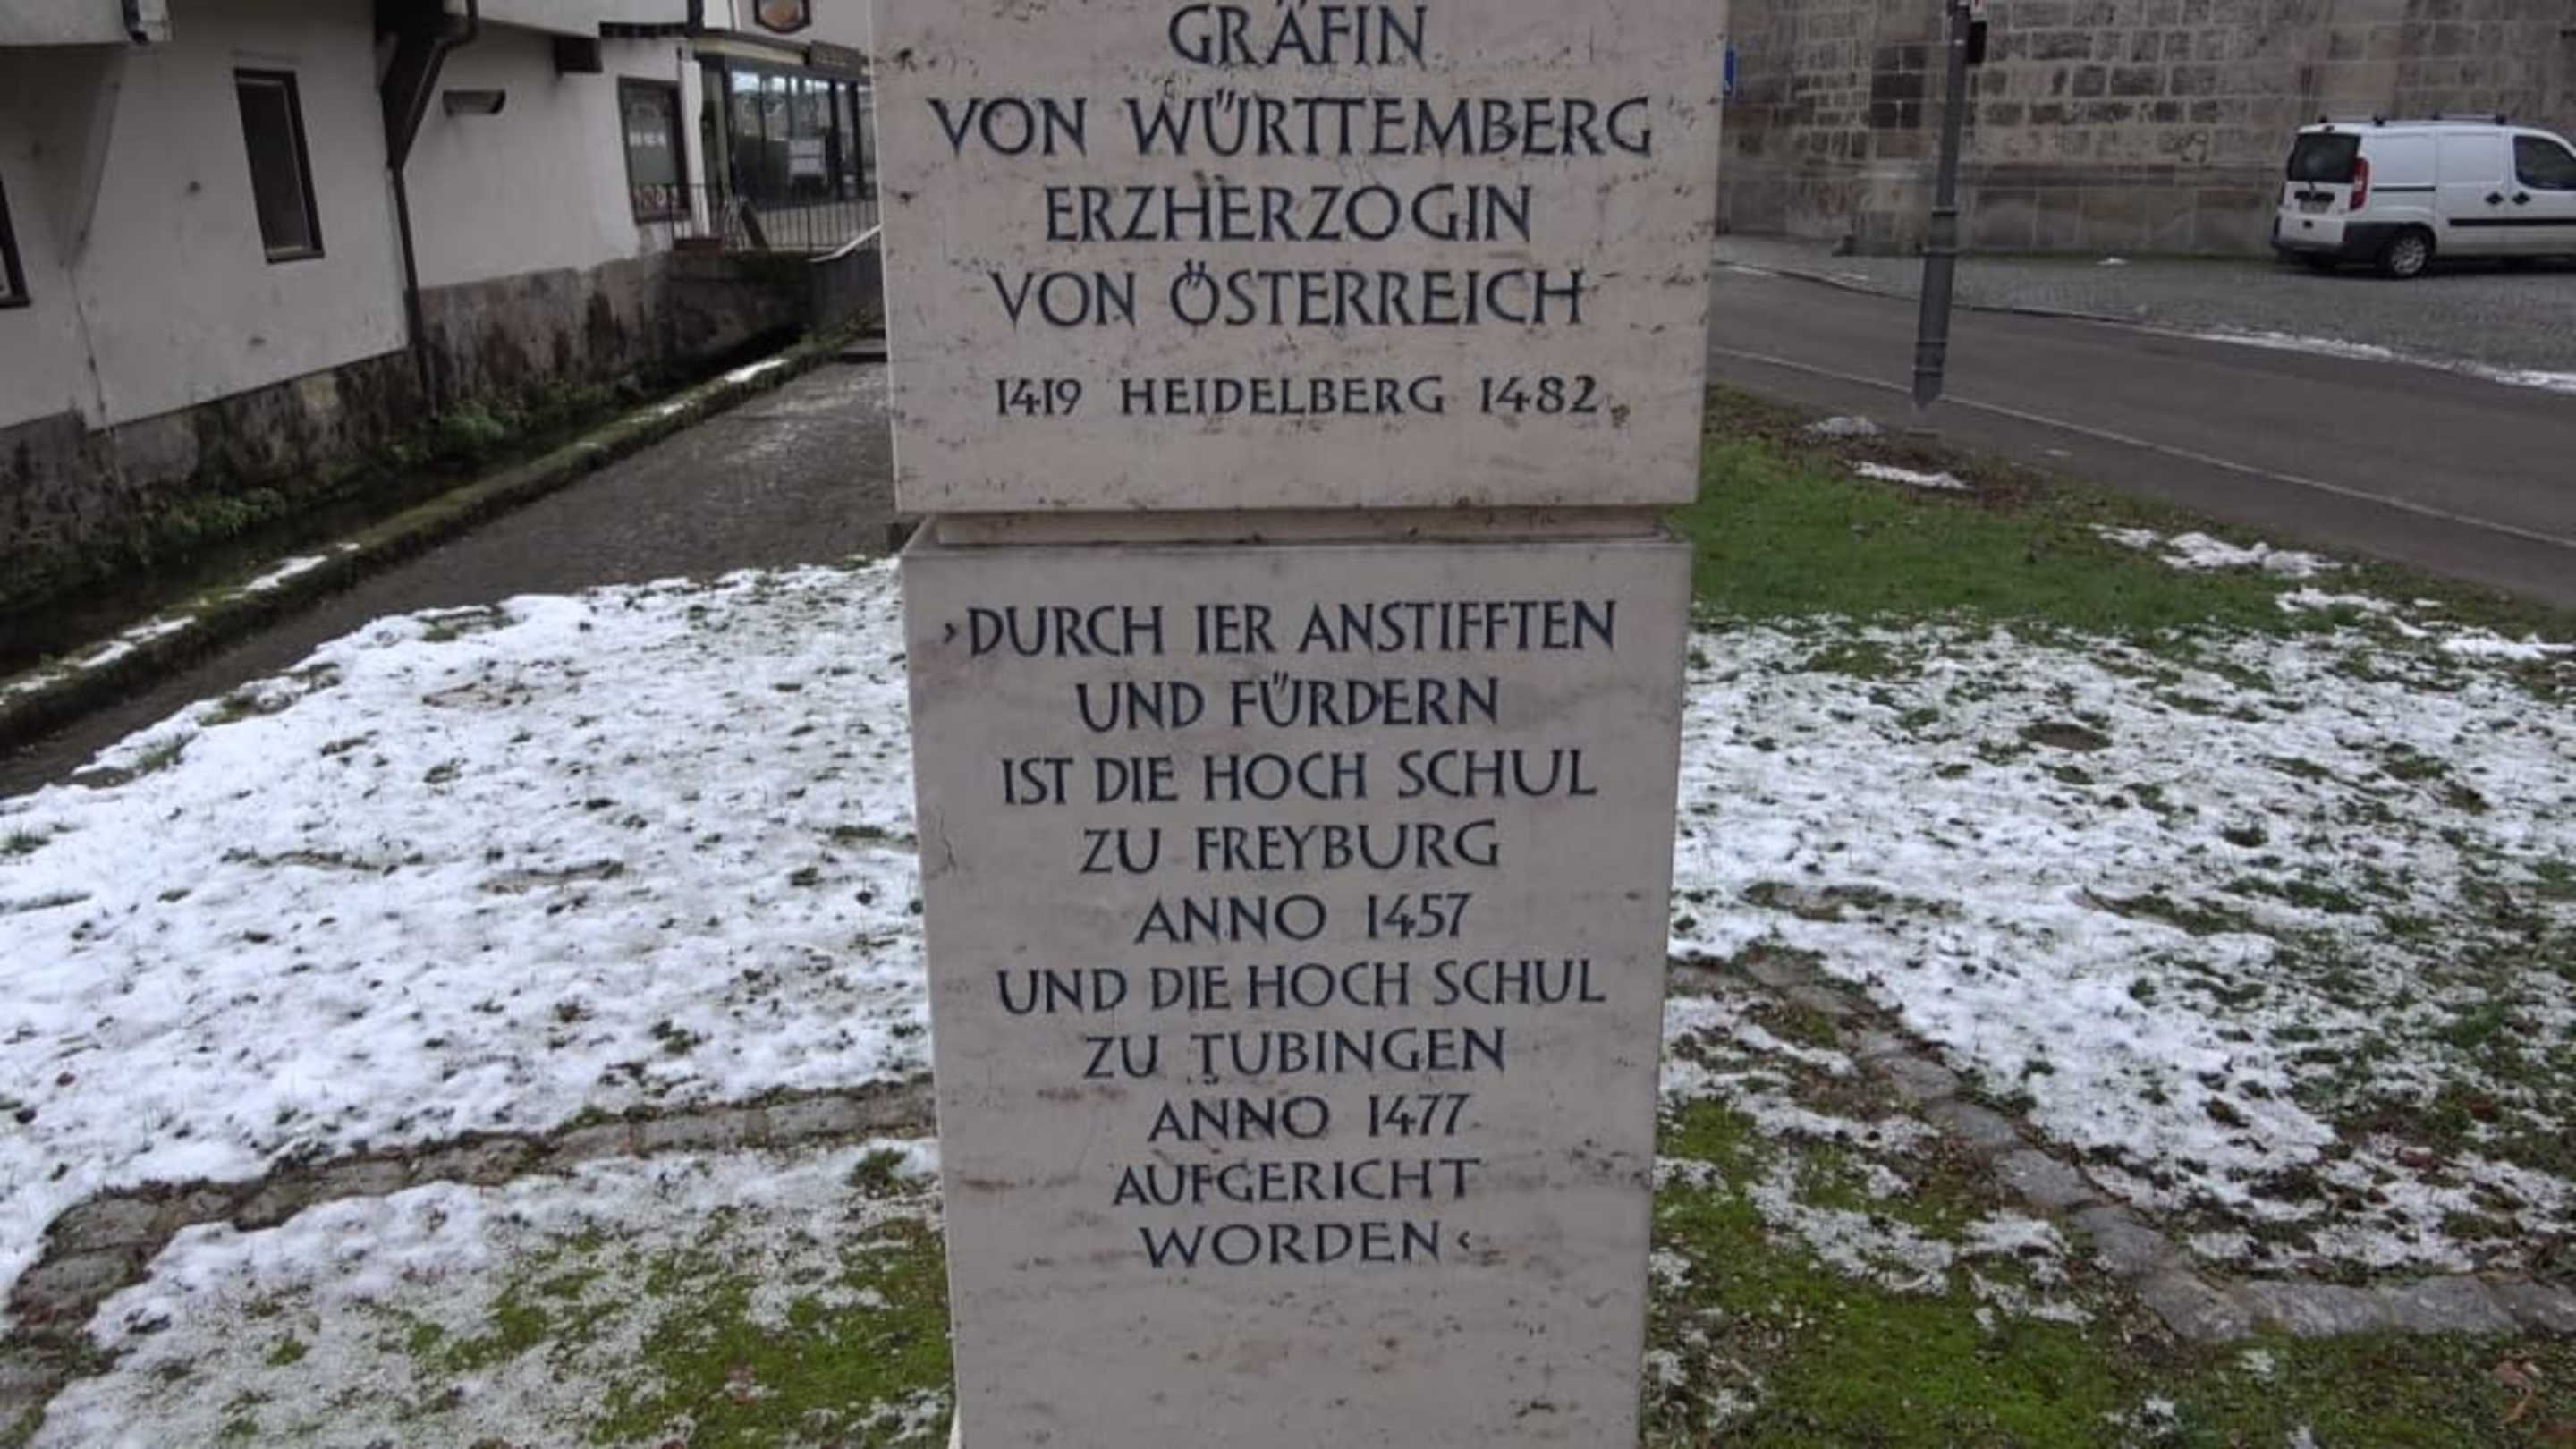 GRÄFIN
VON WÜRTTEMBERG
ERZHERZOGIN
VON ÖSTERREICH
1419 HEIDELBERG 1482
›DURCH IER ANSTIFFTEN
UND FÜRDERN
IST DIE HOCH SCHUL
ZU FREYBURG
ANNO 1457
UND DIE HOCH SCHUL
ZU TUBINGEN
ANNO 1477
AUFGERICHT
WORDEN‹